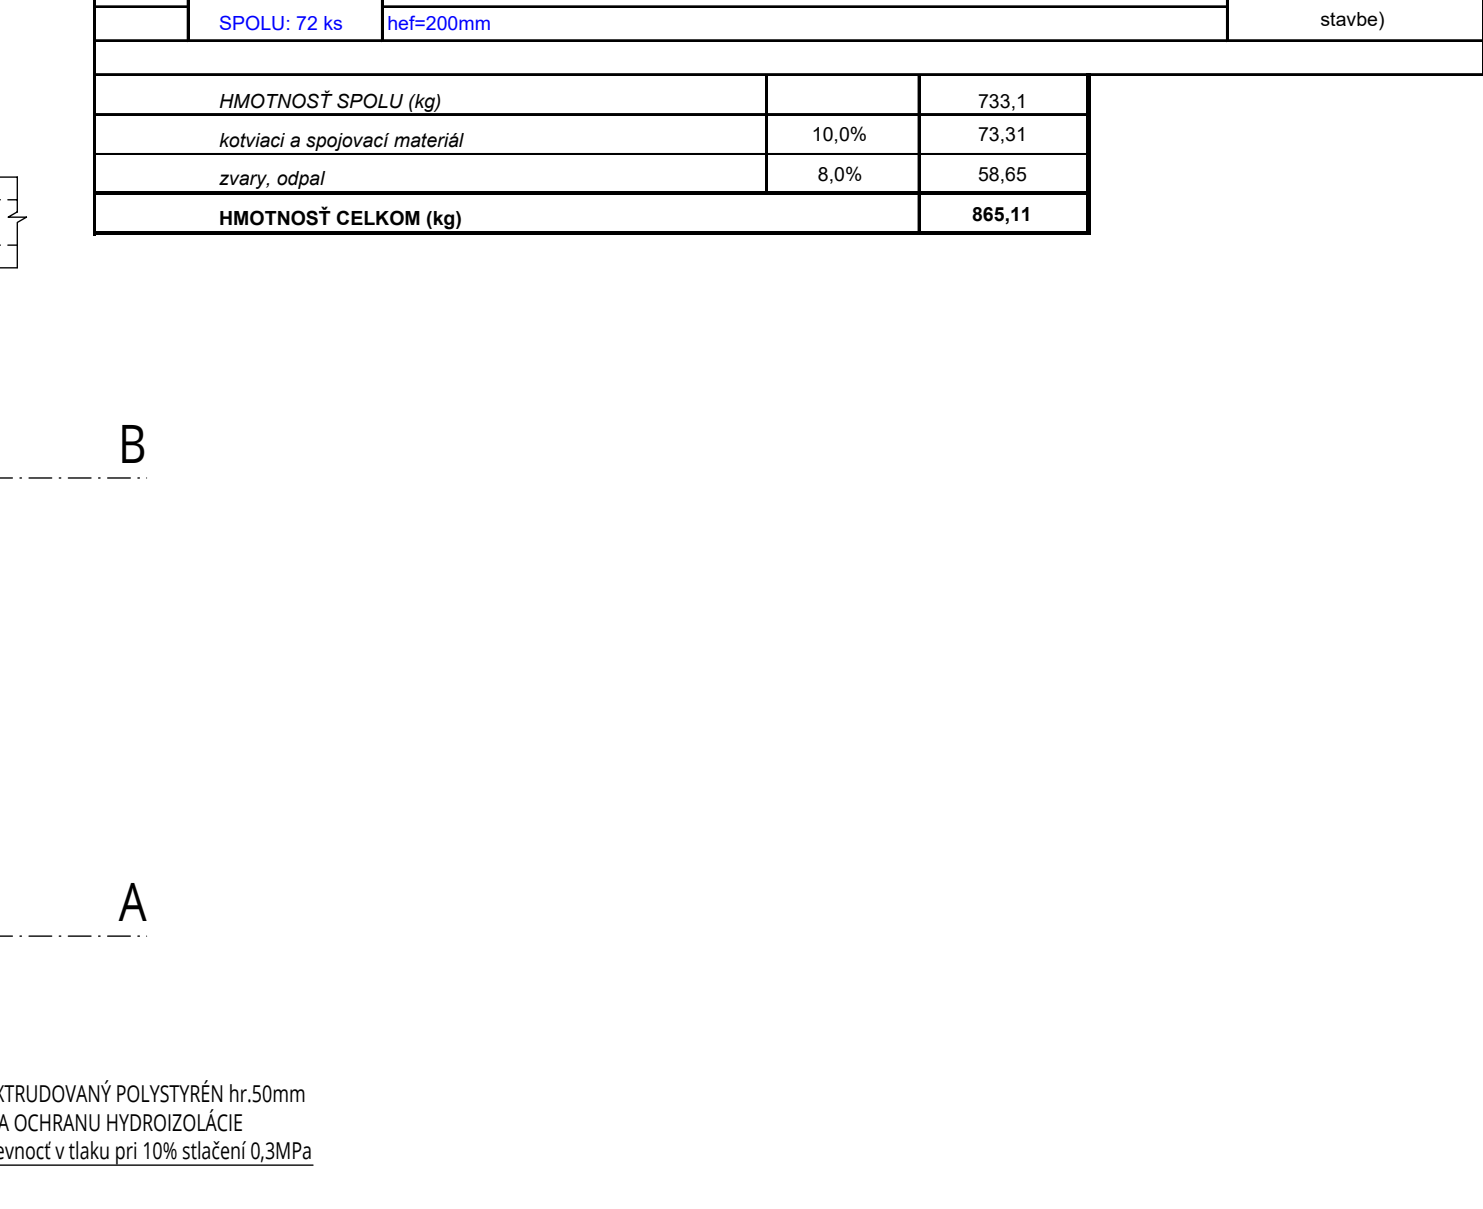 SPOLU: 72 ks hef=200mm stavbe)
HMOTNOSŤ SPOLU (kg) 733,1
kotviaci a spojovací materiál 10,0% 73,31
zvary, odpal 8,0% 58,65
HMOTNOSŤ CELKOM (kg) 865,11
B
A
XTRUDOVANÝ POLYSTYRÉN hr.50mm
A OCHRANU HYDROIZOLÁCIE
evnocť v tlaku pri 10% stlačení 0,3MPa